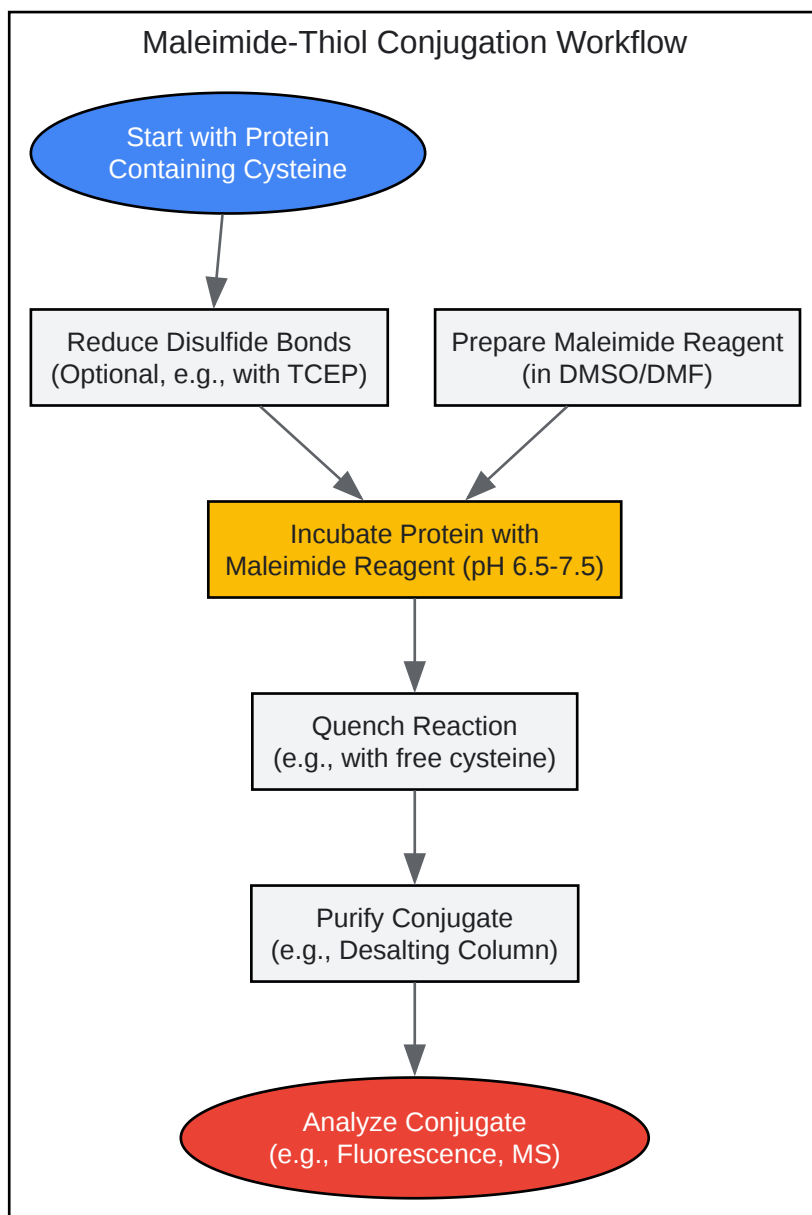 Maleimide-Thiol Conjugation Workflow
Start with Protein
Containing Cysteine
Reduce Disulfide Bonds
(Optional, e.g., with TCEP)
Prepare Maleimide Reagent
(in DMSO/DMF)
Incubate Protein with
Maleimide Reagent (pH 6.5-7.5)
Quench Reaction
(e.g., with free cysteine)
Purify Conjugate
(e.g., Desalting Column)
Analyze Conjugate
(e.g., Fluorescence, MS)